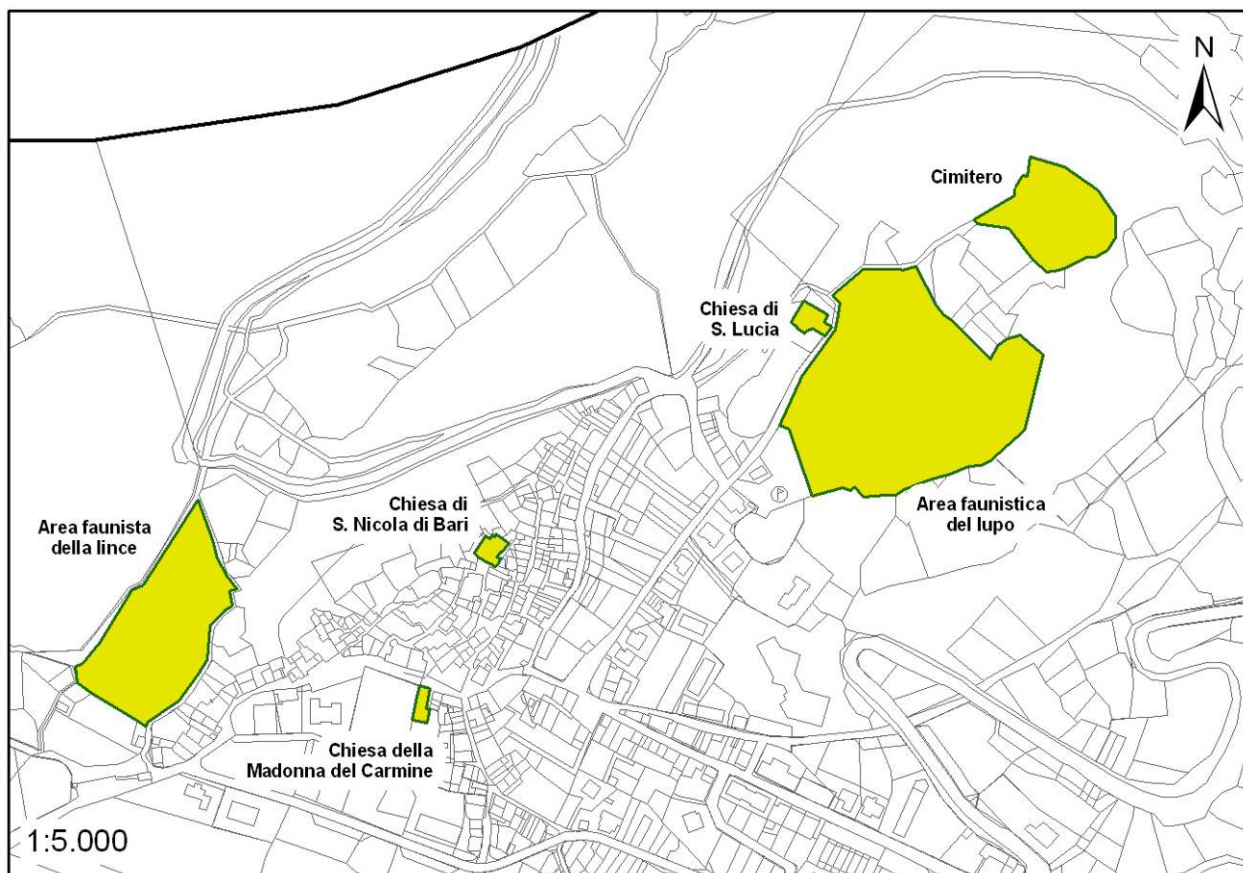 N
Cimitero
Chiesa di
S. Lucia
Chiesa di
S. Nicola di Bari
Area faunistica
del lupo
Area faunista
della lince
Chiesa della
Madonna del Carmine
1:5.000